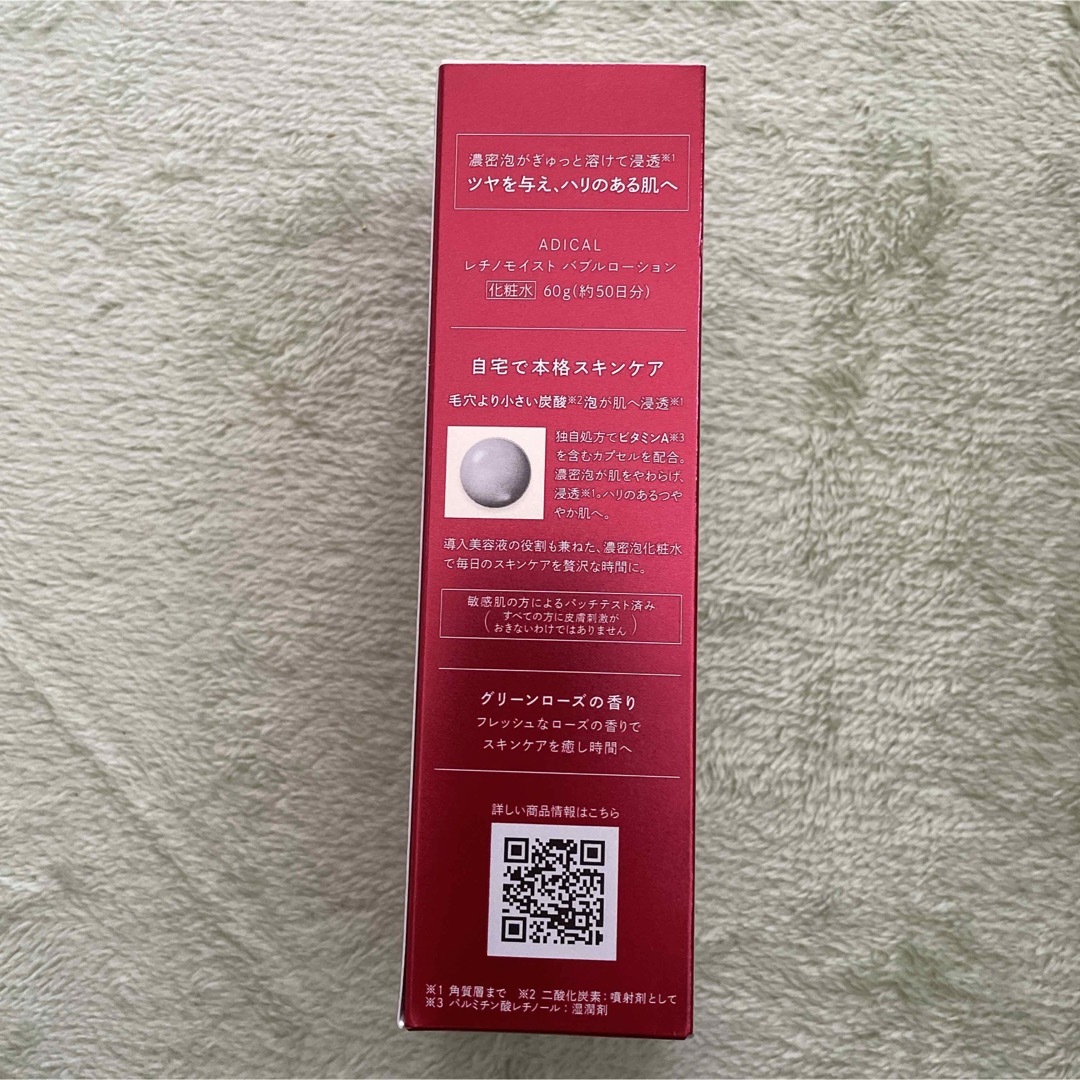 濃密泡がぎゅっと溶けて浸透※1
ツヤを与え、ハリのある肌へ
ADICAL
レチノモイスト バブルローション
化粧水 60g(約50日分)
自宅で本格スキンケア
毛穴より小さい炭酸※2泡が肌へ浸透※1
独自処方でビタミンA※3
を含むカプセルを配合。
濃密泡が肌をやわらげ、
浸透※1。ハリのあるつや
やか肌へ。
導入美容液の役割も兼ねた、濃密泡化粧水
で毎日のスキンケアを贅沢な時間に。
敏感肌の方によるパッチテスト済み
(すべての方に皮膚刺激が
おきないわけではありません)
グリーンローズの香り
フレッシュなローズの香りで
スキンケアを癒し時間へ
詳しい商品情報はこちら
※1 角質層まで ※2 二酸化炭素：噴射剤として
※3 パルミチン酸レチノール：湿潤剤